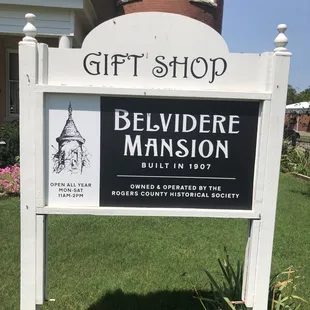 GIFT SHOP
BELVIDERE
MANSION
BUILT IN 1907
OWNED & OPERATED BY THE
ROGERS COUNTY HISTORICAL SOCIETY
OPEN ALL YEAR
MON-SAT
11AM-2PM